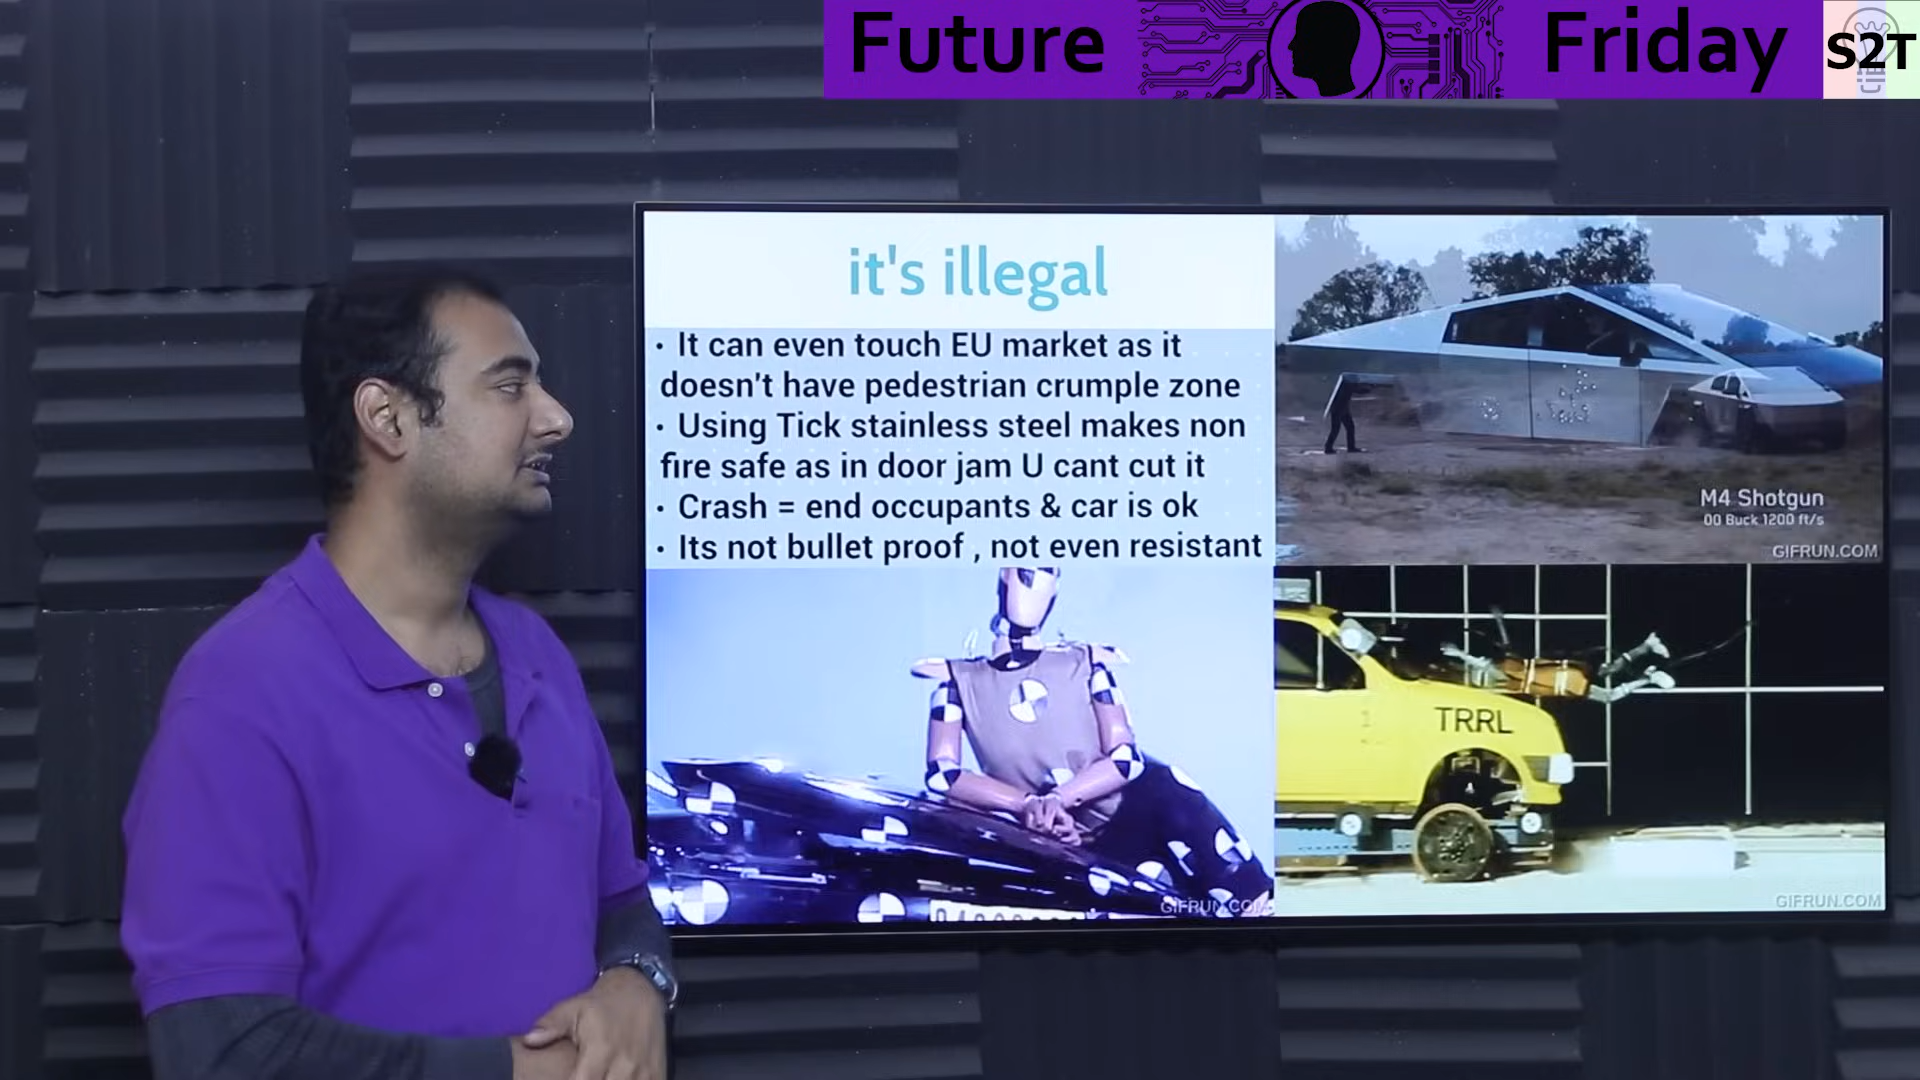 Future Friday
S2T
it's illegal
• It can even touch EU market as it
doesn't have pedestrian crumple zone
• Using Tick stainless steel makes non
fire safe as in door jam U cant cut it
• Crash = end occupants & car is ok
• Its not bullet proof , not even resistant
M4 Shotgun
00 Buck 1200 ft/s
GIFRUN.COM
TRRL
GIFRUN.COM
GIFRUN.COM